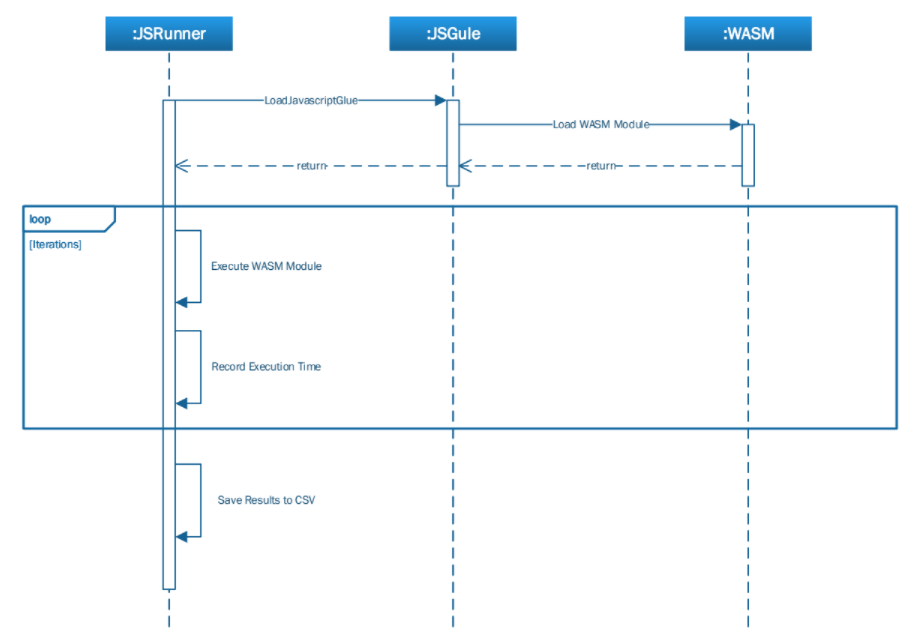 :JSRunner
:JSGule
:WASM
LoadJavascriptGlue
Load WASM Module
return
return
loop
[Iterations]
Execute WASM Module
Record Execution Time
Save Results to CSV